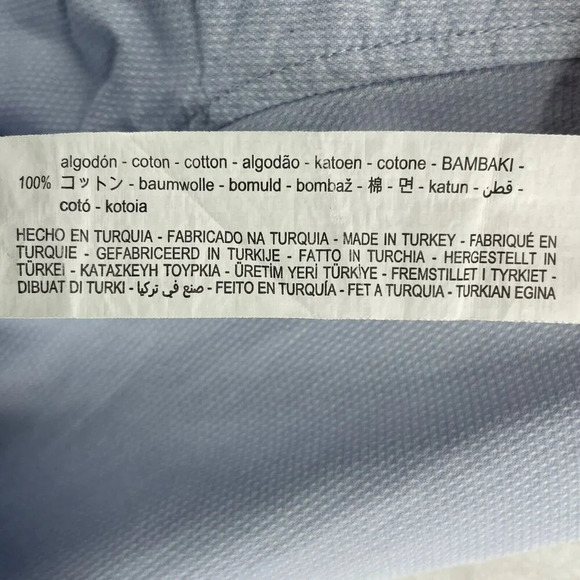 algodón - coton - cotton - algodão - katoen - cotone - BAMBAKI -
100% コットン - baumwolle - bomuld - bombaž - 棉 - 면 - katun - قطن -
cotó - kotoia
HECHO EN TURQUIA - FABRICADO NA TURQUIA - MADE IN TURKEY - FABRIQUÉ EN
TURQUIE - GEFABRICEERD IN TURKIJE - FATTO IN TURCHIA - HERGESTELLT IN
TÜRKEI - ΚΑΤΑΣΚΕΥΗ ΤΟΥΡΚΙΑ - ÜRETİM YERİ TÜRKİYE - FREMSTILLET I TYRKIET -
DIBUAT DI TURKI - صنع في تركيا - FEITO EN TURQUÍA - FET A TURQUIA - TURKIAN EGINA